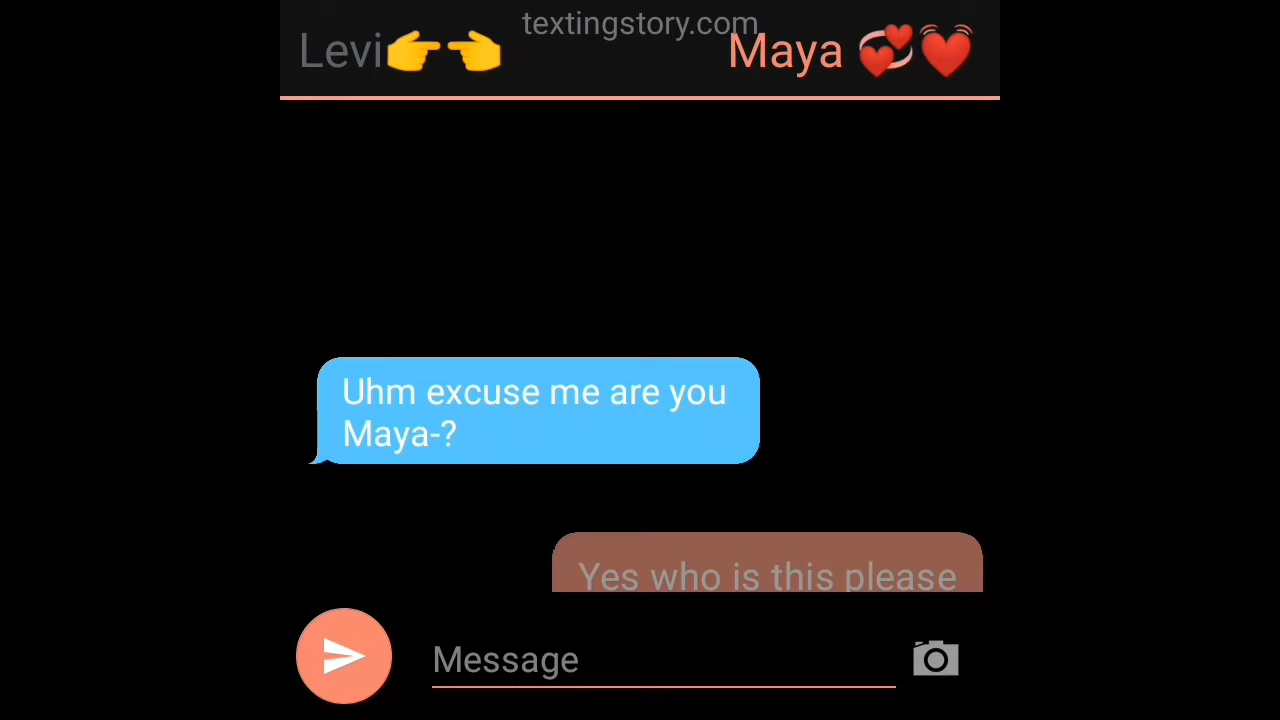 textingstory.com
Levi👉👈
Maya 💞💓
Uhm excuse me are you
Maya-?
Yes who is this please
Message